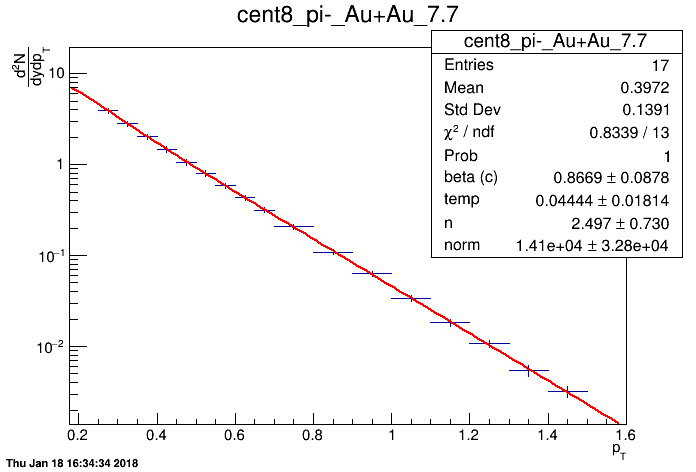 cent8_pi-_Au+Au_7.7
d²N
dydp_T
cent8_pi-_Au+Au_7.7
Entries 17
Mean 0.3972
Std Dev 0.1391
χ² / ndf 0.8339 / 13
Prob 1
beta (c) 0.8669 ± 0.0878
temp 0.04444 ± 0.01814
n 2.497 ± 0.730
norm 1.41e+04 ± 3.28e+04
10
1
10⁻¹
10⁻²
0.2 0.4 0.6 0.8 1 1.2 1.4 1.6
p_T
Thu Jan 18 16:34:34 2018